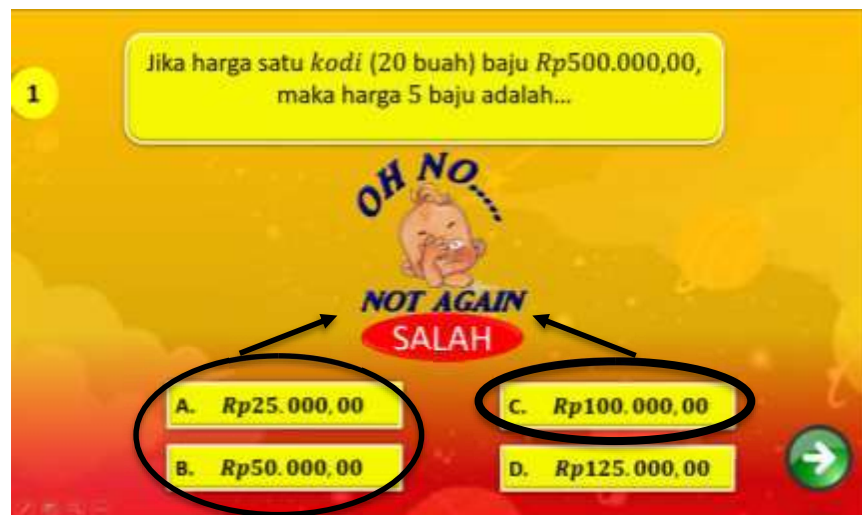 1
Jika harga satu kodi (20 buah) baju Rp500.000,00,
maka harga 5 baju adalah...
OH NO.....
NOT AGAIN
SALAH
A. Rp25.000,00
B. Rp50.000,00
C. Rp100.000,00
D. Rp125.000,00